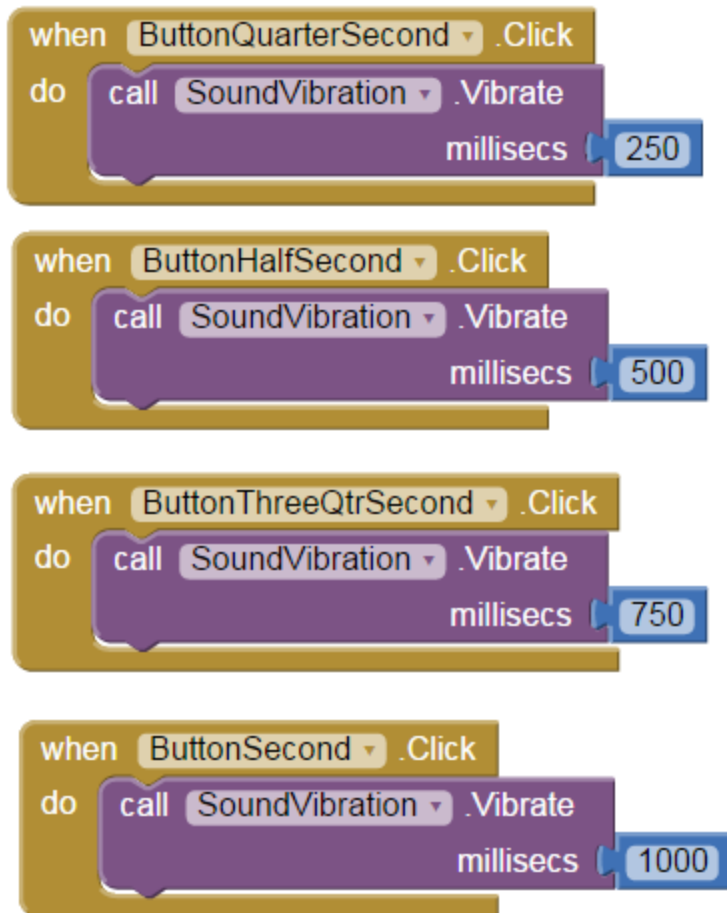 when ButtonQuarterSecond .Click
do call SoundVibration .Vibrate
millisecs 250
when ButtonHalfSecond .Click
do call SoundVibration .Vibrate
millisecs 500
when ButtonThreeQtrSecond .Click
do call SoundVibration .Vibrate
millisecs 750
when ButtonSecond .Click
do call SoundVibration .Vibrate
millisecs 1000